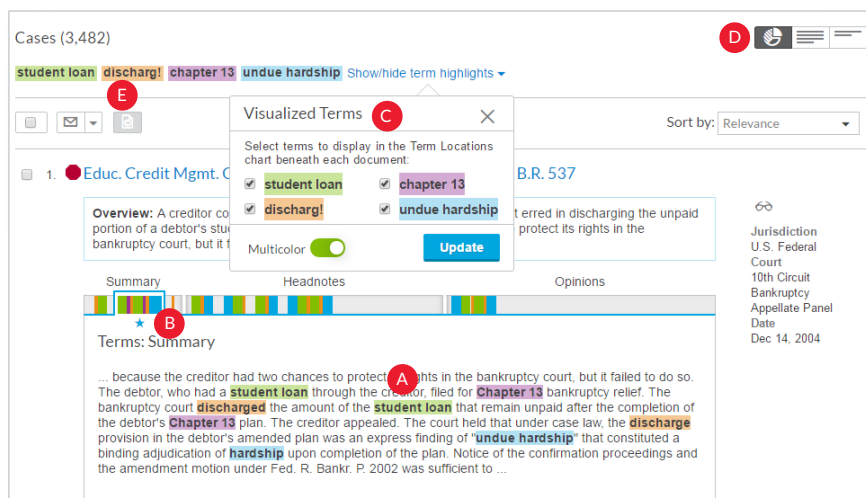 Cases (3,482)
D
student loan discharg! chapter 13 undue hardship Show/hide term highlights
E
Visualized Terms
C
Select terms to display in the Term Locations
chart beneath each document:
student loan
chapter 13
discharg!
undue hardship
Multicolor
Update
Sort by: Relevance
1. Educ. Credit Mgmt. B.R. 537
Overview: A creditor co t erred in discharging the unpaid
portion of a debtor's stu protect its rights in the
bankruptcy court, but it f
Jurisdiction
U.S. Federal
Court
10th Circuit
Bankruptcy
Appellate Panel
Date
Dec 14, 2004
Summary Headnotes Opinions
B
Terms: Summary
A
... because the creditor had two chances to protect ghts in the bankruptcy court, but it failed to do so.
The debtor, who had a student loan through the creditor, filed for Chapter 13 bankruptcy relief. The
bankruptcy court discharged the amount of the student loan that remain unpaid after the completion of
the debtor's Chapter 13 plan. The creditor appealed. The court held that under case law, the discharge
provision in the debtor's amended plan was an express finding of "undue hardship" that constituted a
binding adjudication of hardship upon completion of the plan. Notice of the confirmation proceedings and
the amendment motion under Fed. R. Bankr. P. 2002 was sufficient to ...